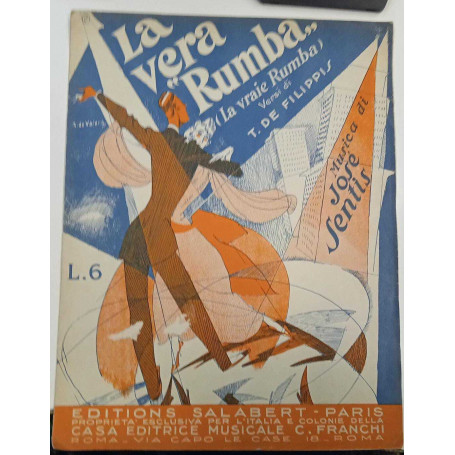 La
vera
"Rumba„
(La vraie Rumba)
Versi di
T. DE FILIPPIS
Musica di
José
Sentis
L.6
EDITIONS SALABERT - PARIS
PROPRIETÀ ESCLUSIVA PER L'ITALIA E COLONIE DELLA
CASA EDITRICE MUSICALE C. FRANCHI
ROMA - VIA CAPO LE CASE 18 - ROMA